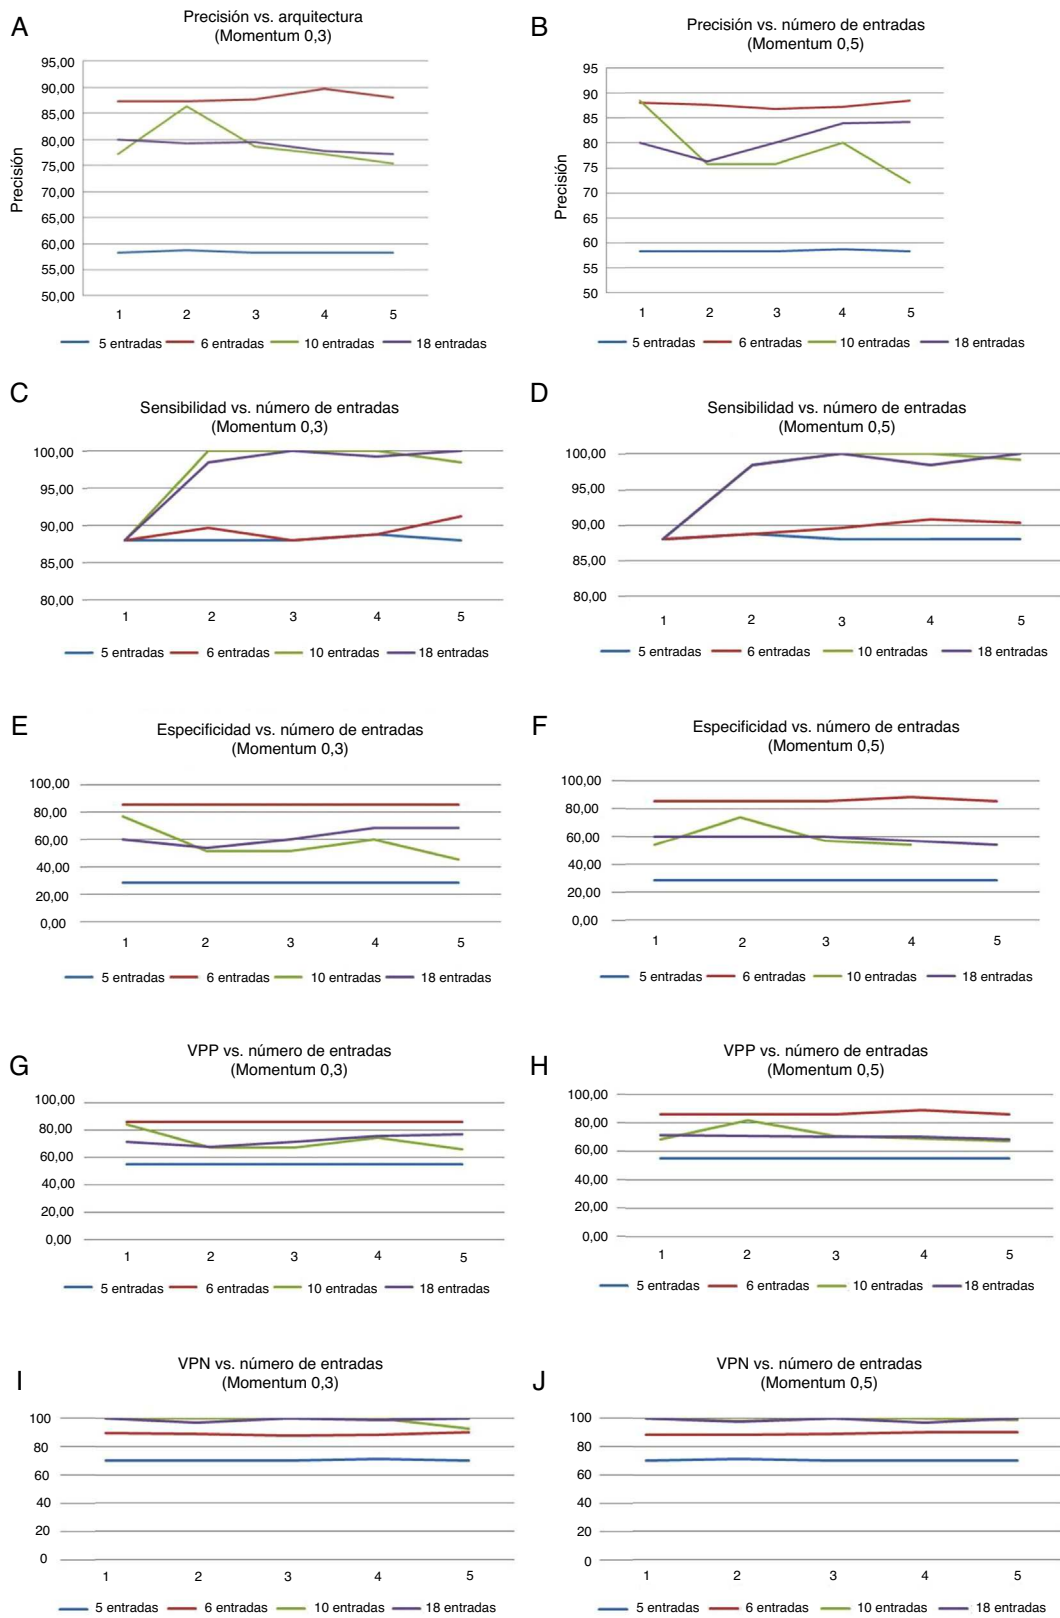 A
Precisión vs. arquitectura
(Momentum 0,3)
95,00
90,00
85,00
80,00
75,00
70,00
65,00
60,00
55,00
50,00
Precisión
1 2 3 4 5
5 entradas 6 entradas 10 entradas 18 entradas
B
Precisión vs. número de entradas
(Momentum 0,5)
95
90
85
80
75
70
65
60
55
50
Precisión
1 2 3 4 5
5 entradas 6 entradas 10 entradas 18 entradas
C
Sensibilidad vs. número de entradas
(Momentum 0,3)
100,00
95,00
90,00
85,00
80,00
1 2 3 4 5
5 entradas 6 entradas 10 entradas 18 entradas
D
Sensibilidad vs. número de entradas
(Momentum 0,5)
100,00
95,00
90,00
85,00
80,00
1 2 3 4 5
5 entradas 6 entradas 10 entradas 18 entradas
E
Especificidad vs. número de entradas
(Momentum 0,3)
100,00
80,00
60,00
40,00
20,00
0,00
1 2 3 4 5
5 entradas 6 entradas 10 entradas 18 entradas
F
Especificidad vs. número de entradas
(Momentum 0,5)
100,00
80,00
60,00
40,00
20,00
0,00
1 2 3 4 5
5 entradas 6 entradas 10 entradas 18 entradas
G
VPP vs. número de entradas
(Momentum 0,3)
100,00
80,00
60,00
40,00
20,00
0,00
1 2 3 4 5
5 entradas 6 entradas 10 entradas 18 entradas
H
VPP vs. número de entradas
(Momentum 0,5)
100,00
80,00
60,00
40,00
20,00
0,00
1 2 3 4 5
5 entradas 6 entradas 10 entradas 18 entradas
I
VPN vs. número de entradas
(Momentum 0,3)
100
80
60
40
20
0
1 2 3 4 5
5 entradas 6 entradas 10 entradas 18 entradas
J
VPN vs. número de entradas
(Momentum 0,5)
100
80
60
40
20
0
1 2 3 4 5
5 entradas 6 entradas 10 entradas 18 entradas